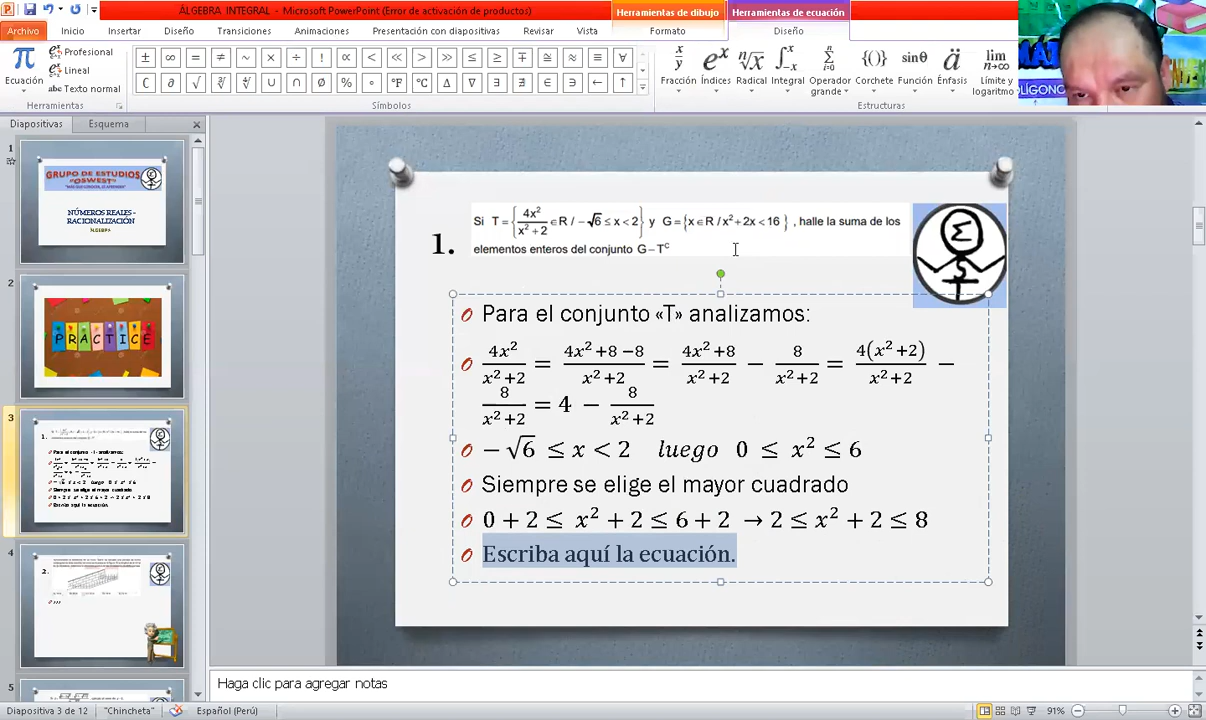 ÁLGEBRA INTEGRAL - Microsoft PowerPoint (Error de activación de productos)
Herramientas de dibujo
Herramientas de ecuación
Archivo
Inicio
Insertar
Diseño
Transiciones
Animaciones
Presentación con diapositivas
Revisar
Vista
Formato
Diseño
Ecuación
Profesional
Lineal
abc Texto normal
Herramientas
± ∞ = ≠ ~ × ÷ ! ∝ < ≪ > ≫ ≤ ≥ ∓ ≅ ≈ ≡ ∀
∁ ∂ √ ∛ ∜ ∪ ∩ ∅ % ° °F °C ∆ ∇ ∃ ∄ ∈ ∋ ← ↑
Símbolos
Fracción
Índices
Radical
Integral
Operador grande
Corchete
Función
Énfasis
Límite y logaritmo
Estructuras
Diapositivas
Esquema
1
GRUPO DE ESTUDIOS
"OSWEST"
NÚMEROS REALES - RACIONALIZACIÓN
ÁLGEBRA
2
PRACTICE
3
4
5
1.
Si T = {4x²/(x²+2) ∈ R / −√6 ≤ x < 2} y G = {x ∈ R / x² + 2x < 16 } , halle la suma de los
elementos enteros del conjunto G − Tᶜ
Para el conjunto «T» analizamos:
4x²/(x²+2) = (4x²+8−8)/(x²+2) = (4x²+8)/(x²+2) − 8/(x²+2) = 4(x²+2)/(x²+2) −
8/(x²+2) = 4 − 8/(x²+2)
−√6 ≤ x < 2 luego 0 ≤ x² ≤ 6
Siempre se elige el mayor cuadrado
0 + 2 ≤ x² + 2 ≤ 6 + 2 → 2 ≤ x² + 2 ≤ 8
Escriba aquí la ecuación.
Haga clic para agregar notas
Diapositiva 3 de 12
"Chincheta"
Español (Perú)
91%